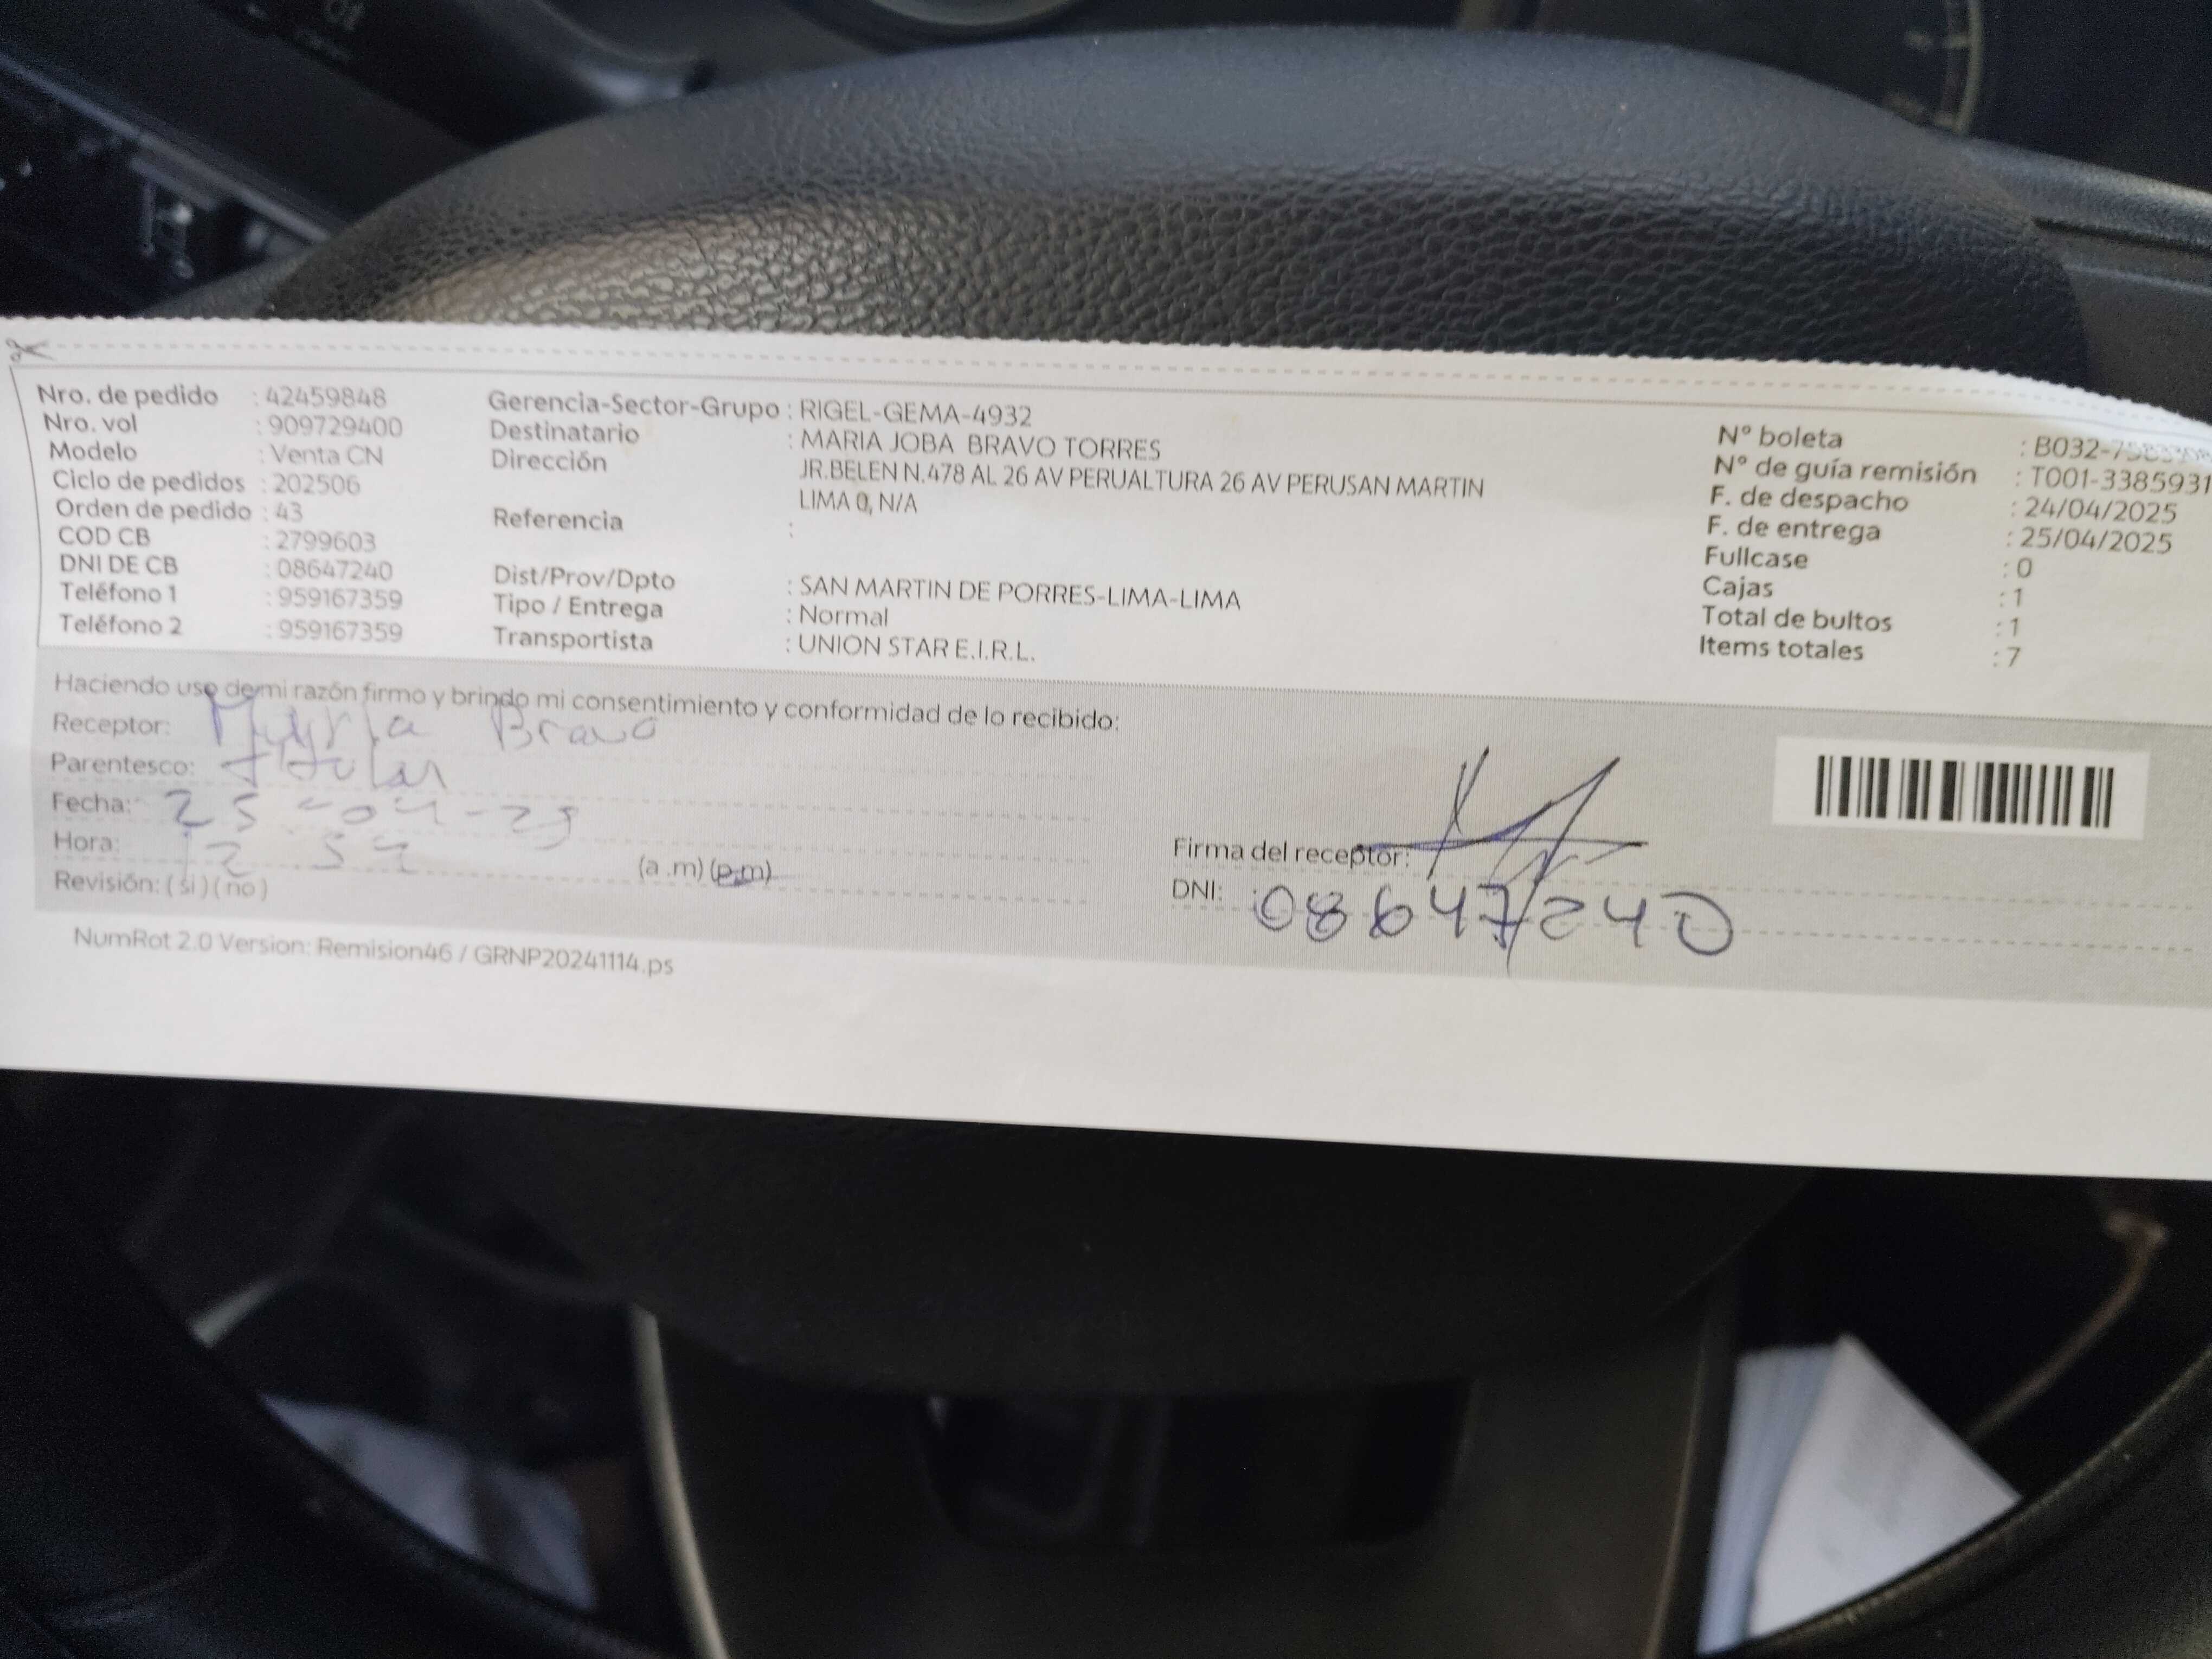 Nro. de pedido : 42459848
Nro. vol : 909729400
Modelo : Venta CN
Ciclo de pedidos : 202506
Orden de pedido : 43
COD CB : 2799603
DNI DE CB : 08647240
Teléfono 1 : 959167359
Teléfono 2 : 959167359
Gerencia-Sector-Grupo : RIGEL-GEMA-4932
Destinatario : MARIA JOBA BRAVO TORRES
Dirección JR.BELEN N.478 AL 26 AV PERUALTURA 26 AV PERUSAN MARTIN
LIMA 0, N/A
Referencia :
Dist/Prov/Dpto : SAN MARTIN DE PORRES-LIMA-LIMA
Tipo / Entrega : Normal
Transportista : UNION STAR E.I.R.L.
N° boleta
N° de guía remisión : T001-3385931
F. de despacho : 24/04/2025
F. de entrega : 25/04/2025
Fullcase : 0
Cajas : 1
Total de bultos : 1
Items totales : 7
Haciendo uso de mi razón firmo y brindo mi consentimiento y conformidad de lo recibido:
Receptor: Bravo
Parentesco: titular
Fecha:
Hora: 12 54 (a .m) (p.m)
Revisión: ( si ) ( no )
Firma del receptor:
DNI: 08647240
NumRot 2.0 Version: Remision46 / GRNP20241114.ps